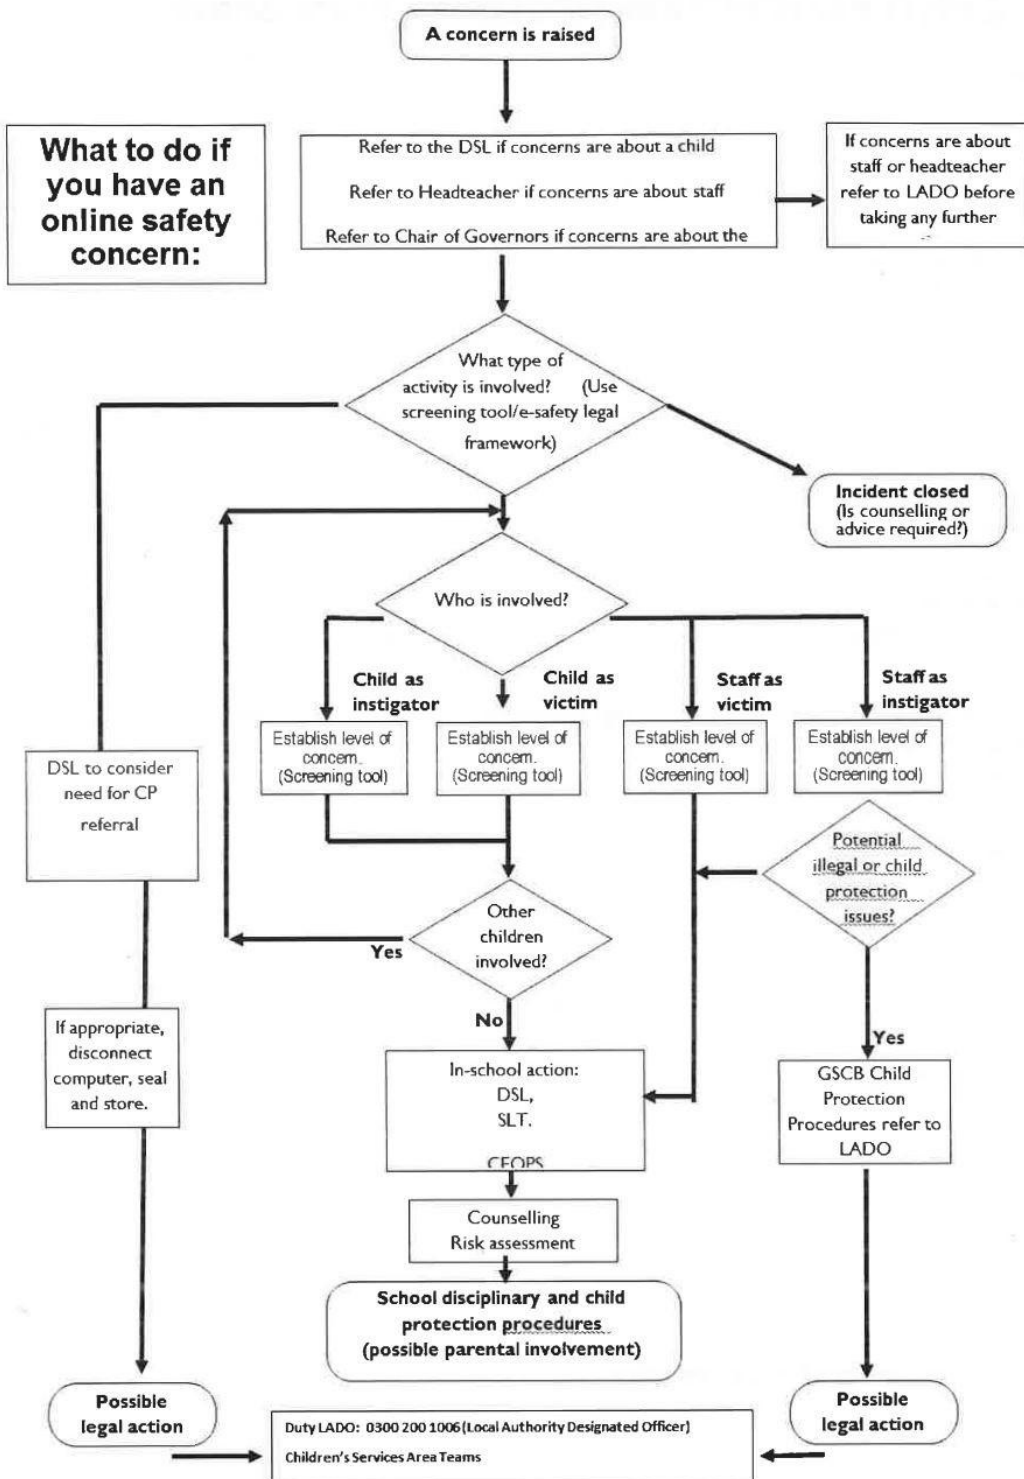 A concern is raised
What to do if
you have an
online safety
concern:
Refer to the DSL if concerns are about a child
Refer to Headteacher if concerns are about staff
Refer to Chair of Governors if concerns are about the
If concerns are about
staff or headteacher
refer to LADO before
taking any further
What type of
activity is involved? (Use
screening tool/e-safety legal
framework)
Incident closed
(Is counselling or
advice required?)
Who is involved?
Child as
instigator
Child as
victim
Staff as
victim
Staff as
instigator
Establish level of
concern.
(Screening tool)
Establish level of
concern.
(Screening tool)
Establish level of
concern.
(Screening tool)
Establish level of
concern.
(Screening tool)
DSL to consider
need for CP
referral
Potential
illegal or child
protection
issues?
Other
children
involved?
Yes
No
If appropriate,
disconnect
computer, seal
and store.
In-school action:
DSL,
SLT.
CEOPS
Yes
GSCB Child
Protection
Procedures refer to
LADO
Counselling
Risk assessment
School disciplinary and child
protection procedures
(possible parental involvement)
Possible
legal action
Possible
legal action
Duty LADO: 0300 200 1006 (Local Authority Designated Officer)
Children's Services Area Teams